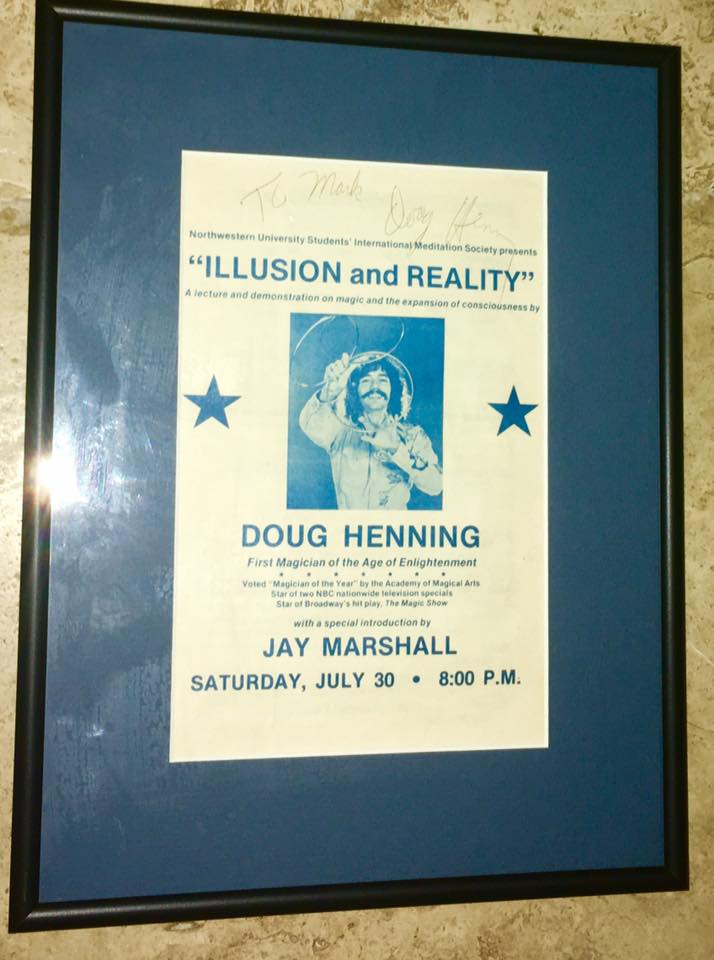 To Mark Doug Henning
Northwestern University Students' International Meditation Society presents
"ILLUSION and REALITY"
A lecture and demonstration on magic and the expansion of consciousness by
DOUG HENNING
First Magician of the Age of Enlightenment
Voted "Magician of the Year" by the Academy of Magical Arts
Star of two NBC nationwide television specials
Star of Broadway's hit play, The Magic Show
with a special introduction by
JAY MARSHALL
SATURDAY, JULY 30 • 8:00 P.M.